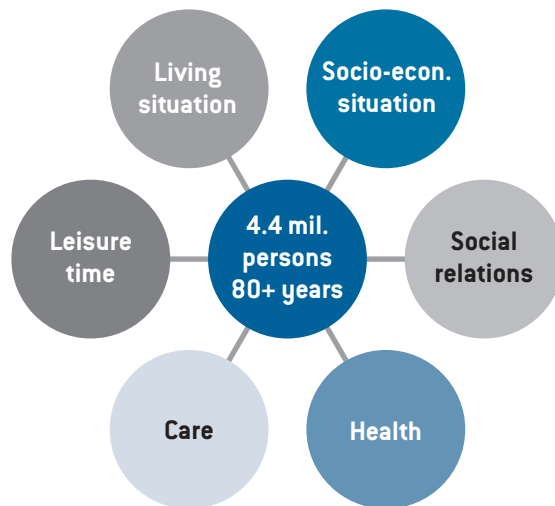 Living
situation
Socio-econ.
situation
Leisure
time
4.4 mil.
persons
80+ years
Social
relations
Care
Health